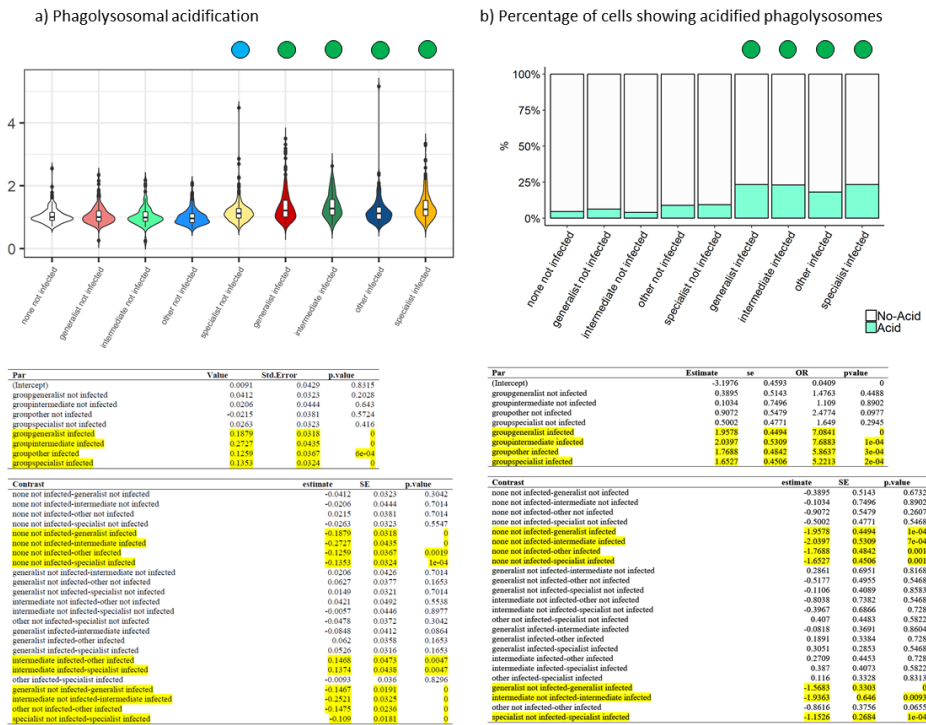 a) Phagolysosomal acidification
4
2
0
none not infected
generalist not infected
intermediate not infected
other not infected
specialist not infected
generalist infected
intermediate infected
other infected
specialist infected
Par Value Std.Error p.value
(Intercept) 0.0091 0.0429 0.8315
groupgeneralist not infected 0.0412 0.0323 0.2028
groupintermediate not infected 0.0206 0.0444 0.643
groupother not infected -0.0215 0.0381 0.5724
groupspecialist not infected 0.0263 0.0323 0.416
groupgeneralist infected 0.1879 0.0318 0
groupintermediate infected 0.2727 0.0435 0
groupother infected 0.1259 0.0367 6e-04
groupspecialist infected 0.1353 0.0324 0
Contrast estimate SE p.value
none not infected-generalist not infected -0.0412 0.0323 0.3042
none not infected-intermediate not infected -0.0206 0.0444 0.7014
none not infected-other not infected 0.0215 0.0381 0.7014
none not infected-specialist not infected -0.0263 0.0323 0.5547
none not infected-generalist infected -0.1879 0.0318 0
none not infected-intermediate infected -0.2727 0.0435 0
none not infected-other infected -0.1259 0.0367 0.0019
none not infected-specialist infected -0.1353 0.0324 1e-04
generalist not infected-intermediate not infected 0.0206 0.0426 0.7014
generalist not infected-other not infected 0.0627 0.0377 0.1653
generalist not infected-specialist not infected 0.0149 0.0321 0.7014
intermediate not infected-other not infected 0.0421 0.0492 0.5538
intermediate not infected-specialist not infected -0.0057 0.0446 0.8977
other not infected-specialist not infected -0.0478 0.0372 0.3042
generalist infected-intermediate infected -0.0848 0.0412 0.0864
generalist infected-other infected 0.062 0.0358 0.1653
generalist infected-specialist infected 0.0526 0.0316 0.1653
intermediate infected-other infected 0.1468 0.0473 0.0047
intermediate infected-specialist infected 0.1374 0.0438 0.0047
other infected-specialist infected -0.0093 0.036 0.8296
generalist not infected-generalist infected -0.1467 0.0191 0
intermediate not infected-intermediate infected -0.2521 0.0325 0
other not infected-other infected -0.1475 0.0236 0
specialist not infected-specialist infected -0.109 0.0181 0
b) Percentage of cells showing acidified phagolysosomes
100%
75%
50%
25%
0%
%
none not infected
generalist not infected
intermediate not infected
other not infected
specialist not infected
generalist infected
intermediate infected
other infected
specialist infected
No-Acid
Acid
Par Estimate se OR pvalue
(Intercept) -3.1976 0.4593 0.0409 0
groupgeneralist not infected 0.3895 0.5143 1.4763 0.4488
groupintermediate not infected 0.1034 0.7496 1.109 0.8902
groupother not infected 0.9072 0.5479 2.4774 0.0977
groupspecialist not infected 0.5002 0.4771 1.649 0.2945
groupgeneralist infected 1.9578 0.4494 7.0841 0
groupintermediate infected 2.0397 0.5309 7.6883 1e-04
groupother infected 1.7688 0.4842 5.8637 3e-04
groupspecialist infected 1.6527 0.4506 5.2213 2e-04
Contrast estimate SE p.value
none not infected-generalist not infected -0.3895 0.5143 0.6732
none not infected-intermediate not infected -0.1034 0.7496 0.8902
none not infected-other not infected -0.9072 0.5479 0.2607
none not infected-specialist not infected -0.5002 0.4771 0.5468
none not infected-generalist infected -1.9578 0.4494 1e-04
none not infected-intermediate infected -2.0397 0.5309 7e-04
none not infected-other infected -1.7688 0.4842 0.001
none not infected-specialist infected -1.6527 0.4506 0.001
generalist not infected-intermediate not infected 0.2861 0.6951 0.8168
generalist not infected-other not infected -0.5177 0.4955 0.5468
generalist not infected-specialist not infected -0.1106 0.4089 0.8583
intermediate not infected-other not infected -0.8038 0.7382 0.5468
intermediate not infected-specialist not infected -0.3967 0.6866 0.728
other not infected-specialist not infected 0.407 0.4483 0.5822
generalist infected-intermediate infected -0.0818 0.3691 0.8604
generalist infected-other infected 0.1891 0.3384 0.728
generalist infected-specialist infected 0.3051 0.2853 0.5468
intermediate infected-other infected 0.2709 0.4453 0.728
intermediate infected-specialist infected 0.387 0.4073 0.5822
other infected-specialist infected 0.116 0.3328 0.8313
generalist not infected-generalist infected -1.5683 0.3303 0
intermediate not infected-intermediate infected -1.9363 0.646 0.0093
other not infected-other infected -0.8616 0.3756 0.0655
specialist not infected-specialist infected -1.1526 0.2684 1e-04